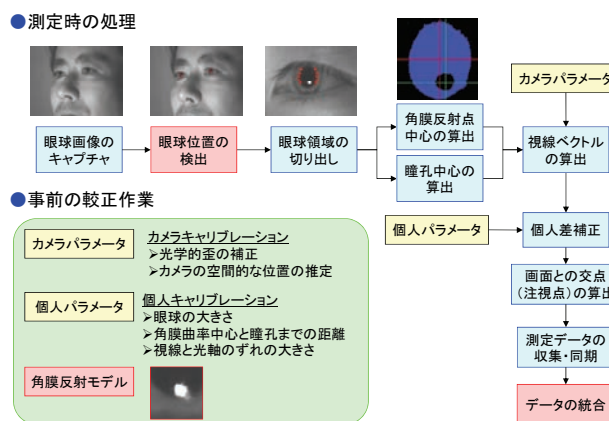 ●測定時の処理
カメラパラメータ
眼球画像の
キャプチャ
眼球位置の
検出
眼球領域の
切り出し
角膜反射点
中心の算出
瞳孔中心の
算出
視線ベクトル
の算出
●事前の較正作業
個人パラメータ
個人差補正
画面との交点
(注視点)の算出
測定データの
収集・同期
データの統合
カメラパラメータ
カメラキャリブレーション
➢光学的歪の補正
➢カメラの空間的な位置の推定
個人パラメータ
個人キャリブレーション
➢眼球の大きさ
➢角膜曲率中心と瞳孔までの距離
➢視線と光軸のずれの大きさ
角膜反射モデル